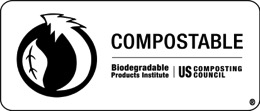 COMPOSTABLE
Biodegradable
Products Institute
US COMPOSTING
COUNCIL
®